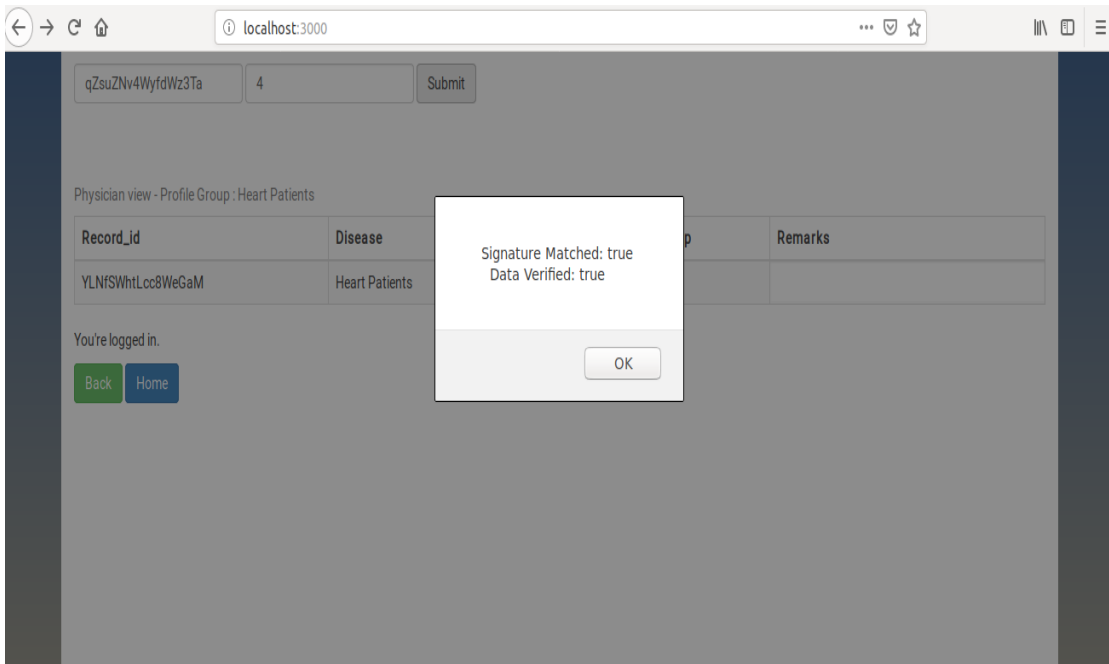 localhost:3000
qZsuZNv4WyfdWz3Ta 4 Submit
Physician view - Profile Group : Heart Patients
Record_id Disease p Remarks
YLNfSWhtLcc8WeGaM Heart Patients
Signature Matched: true
Data Verified: true
OK
You're logged in.
Back Home